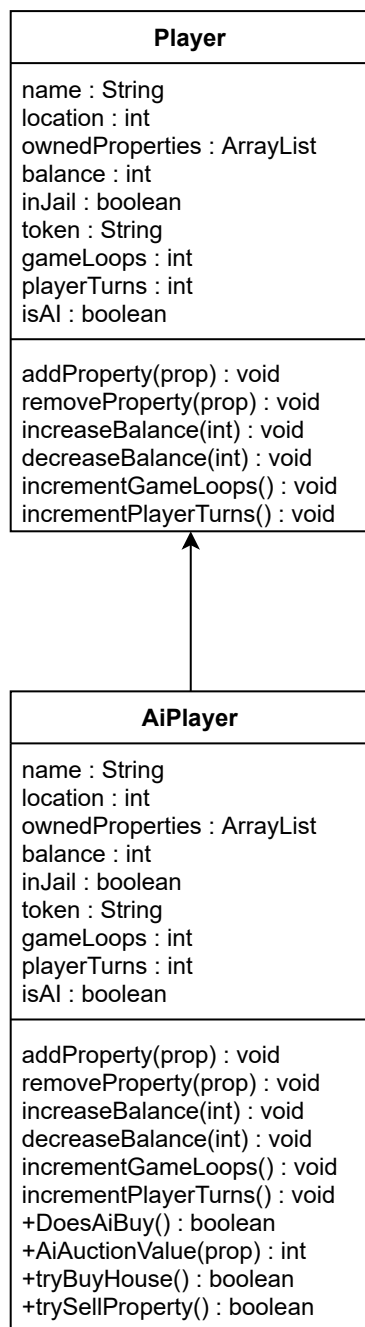 Player
name : String
location : int
ownedProperties : ArrayList
balance : int
inJail : boolean
token : String
gameLoops : int
playerTurns : int
isAI : boolean
addProperty(prop) : void
removeProperty(prop) : void
increaseBalance(int) : void
decreaseBalance(int) : void
incrementGameLoops() : void
incrementPlayerTurns() : void
AiPlayer
name : String
location : int
ownedProperties : ArrayList
balance : int
inJail : boolean
token : String
gameLoops : int
playerTurns : int
isAI : boolean
addProperty(prop) : void
removeProperty(prop) : void
increaseBalance(int) : void
decreaseBalance(int) : void
incrementGameLoops() : void
incrementPlayerTurns() : void
+DoesAiBuy() : boolean
+AiAuctionValue(prop) : int
+tryBuyHouse() : boolean
+trySellProperty() : boolean